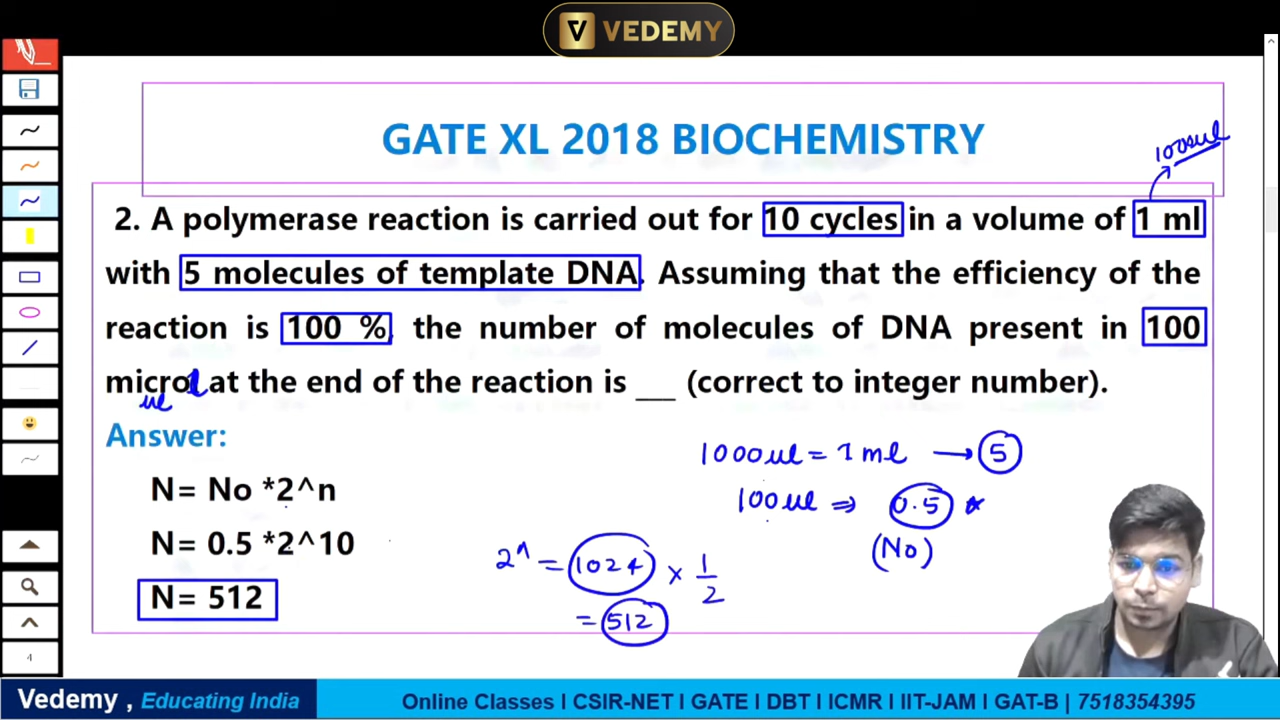 VEDEMY
GATE XL 2018 BIOCHEMISTRY
1000ul
2. A polymerase reaction is carried out for 10 cycles in a volume of 1 ml
with 5 molecules of template DNA. Assuming that the efficiency of the
reaction is 100 %, the number of molecules of DNA present in 100
microl at the end of the reaction is ___ (correct to integer number).
ul
Answer:
1000ul = 1 ml → 5
N= No *2^n
100ul ⇒ 0.5 *
N= 0.5 *2^10
(No)
2^n = 1024 × 1/2
N= 512
= 512
4
Vedemy , Educating India
Online Classes I CSIR-NET I GATE I DBT I ICMR I IIT-JAM I GAT-B I 7518354395